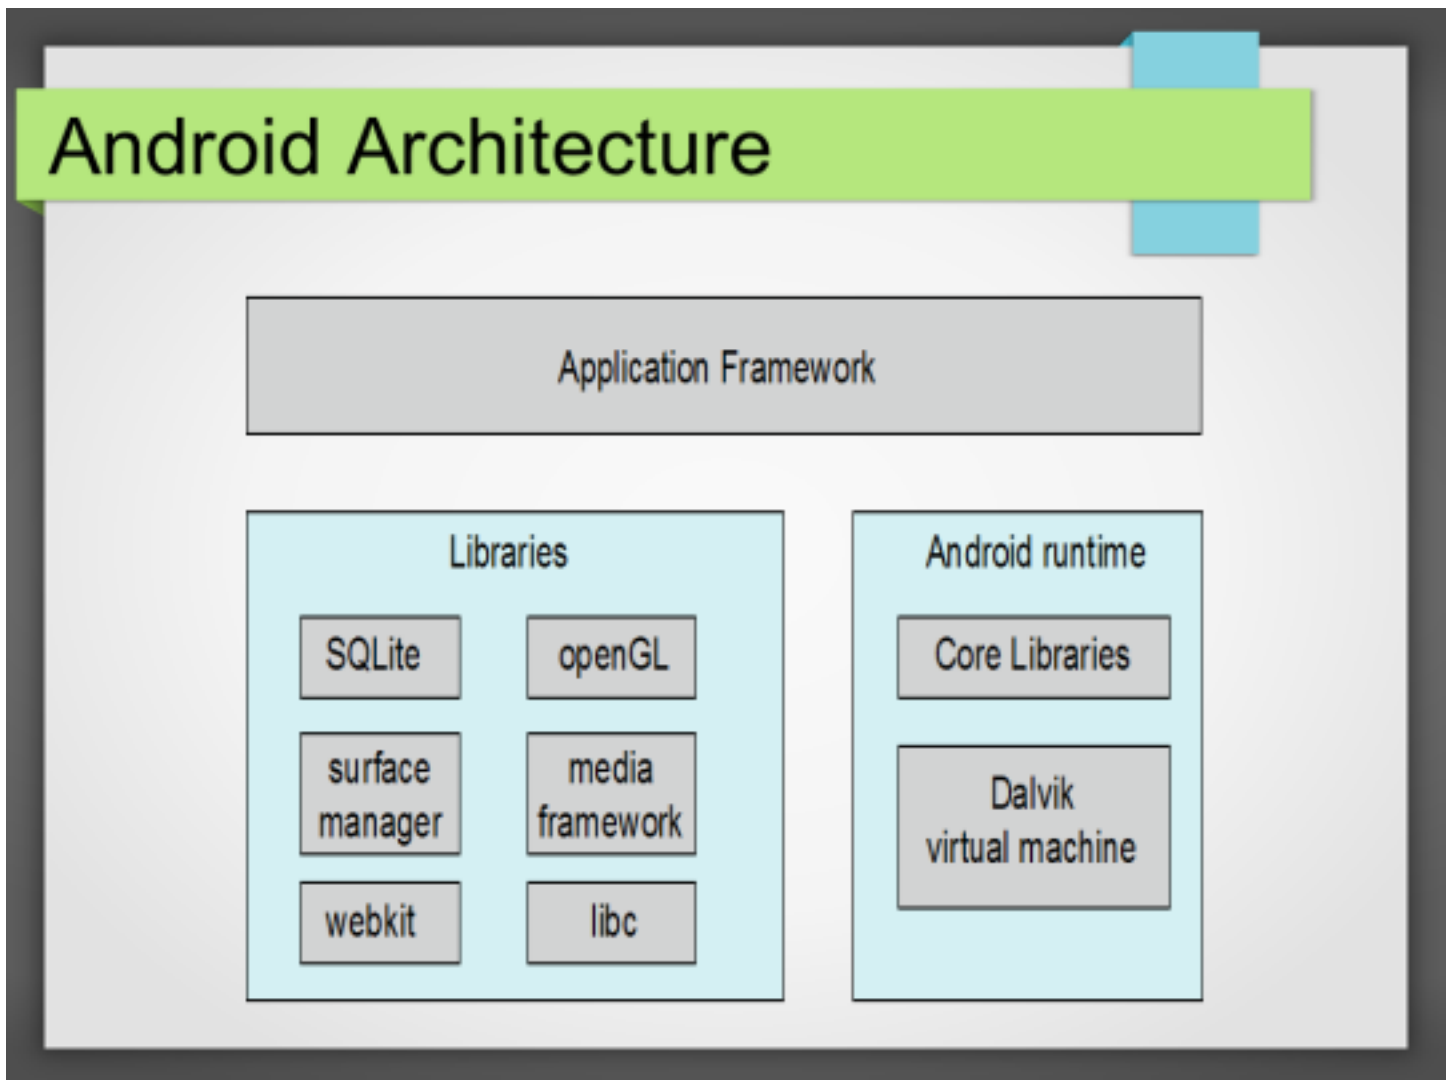 Android Architecture
Application Framework
Libraries
SQLite
openGL
surface
manager
media
framework
webkit
libc
Android runtime
Core Libraries
Dalvik
virtual machine